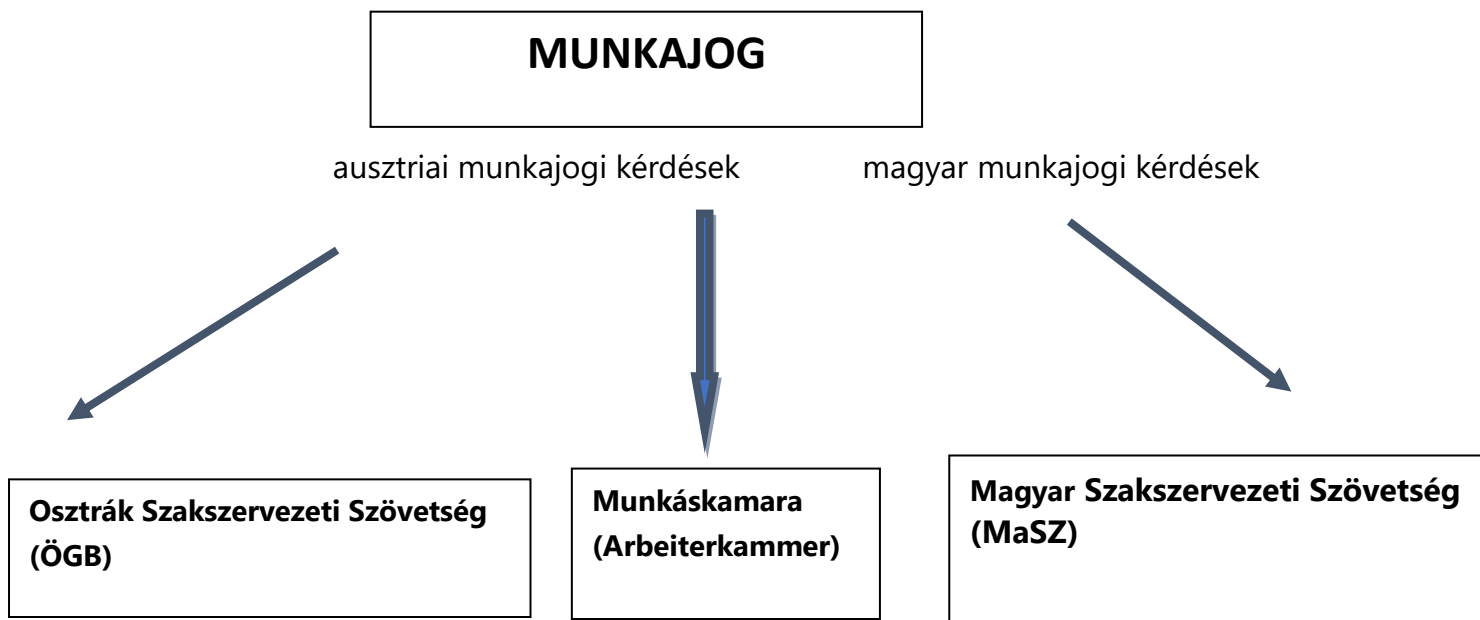 MUNKAJOG
ausztriai munkajogi kérdések
magyar munkajogi kérdések
Osztrák Szakszervezeti Szövetség
(ÖGB)
Munkáskamara
(Arbeiterkammer)
Magyar Szakszervezeti Szövetség
(MaSZ)